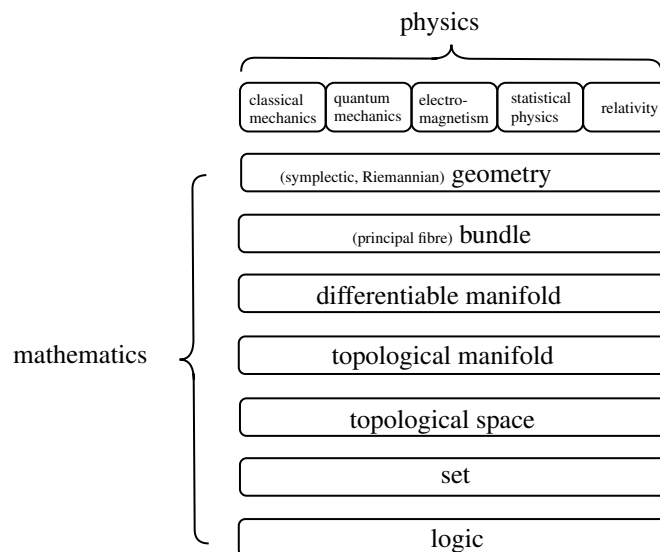 physics
classical
mechanics
quantum
mechanics
electro-
magnetism
statistical
physics
relativity
(symplectic, Riemannian) geometry
(principal fibre) bundle
differentiable manifold
mathematics
topological manifold
topological space
set
logic